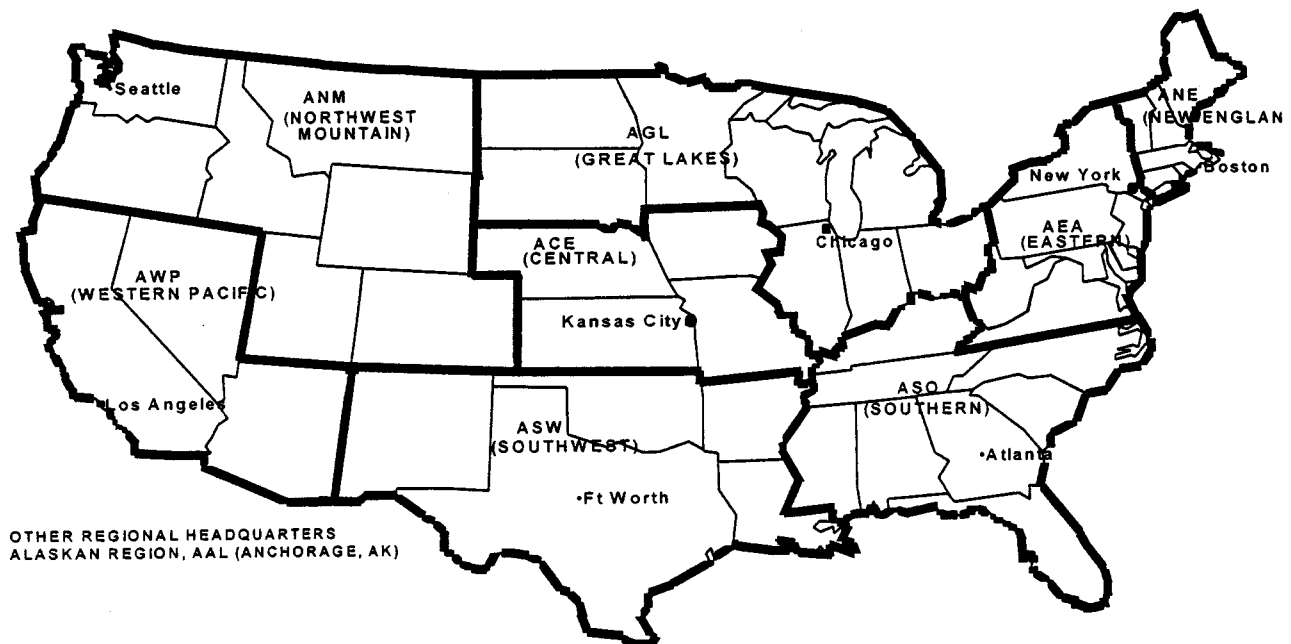 Seattle
ANM
(NORTHWEST
MOUNTAIN)
AGL
(GREAT LAKES)
ANE
(NEW ENGLAN
Boston
New York
AEA
(EASTERN)
Chicago
ACE
(CENTRAL)
AWP
(WESTERN PACIFIC)
Kansas City
Los Angeles
ASW
(SOUTHWEST)
Ft Worth
ASO
(SOUTHERN)
Atlanta
OTHER REGIONAL HEADQUARTERS
ALASKAN REGION, AAL (ANCHORAGE, AK)